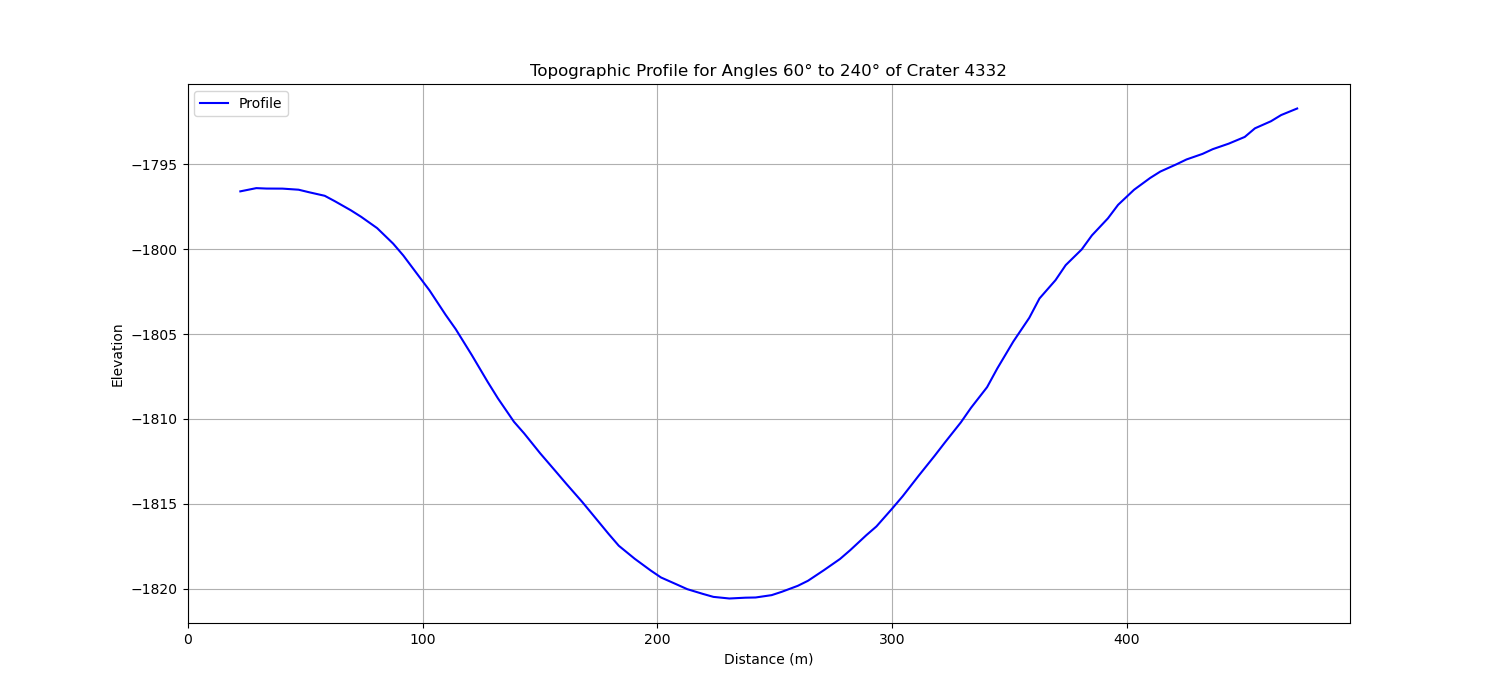 Topographic Profile for Angles 60° to 240° of Crater 4332
Profile
−1795
−1800
−1805
−1810
−1815
−1820
Elevation
0 100 200 300 400
Distance (m)